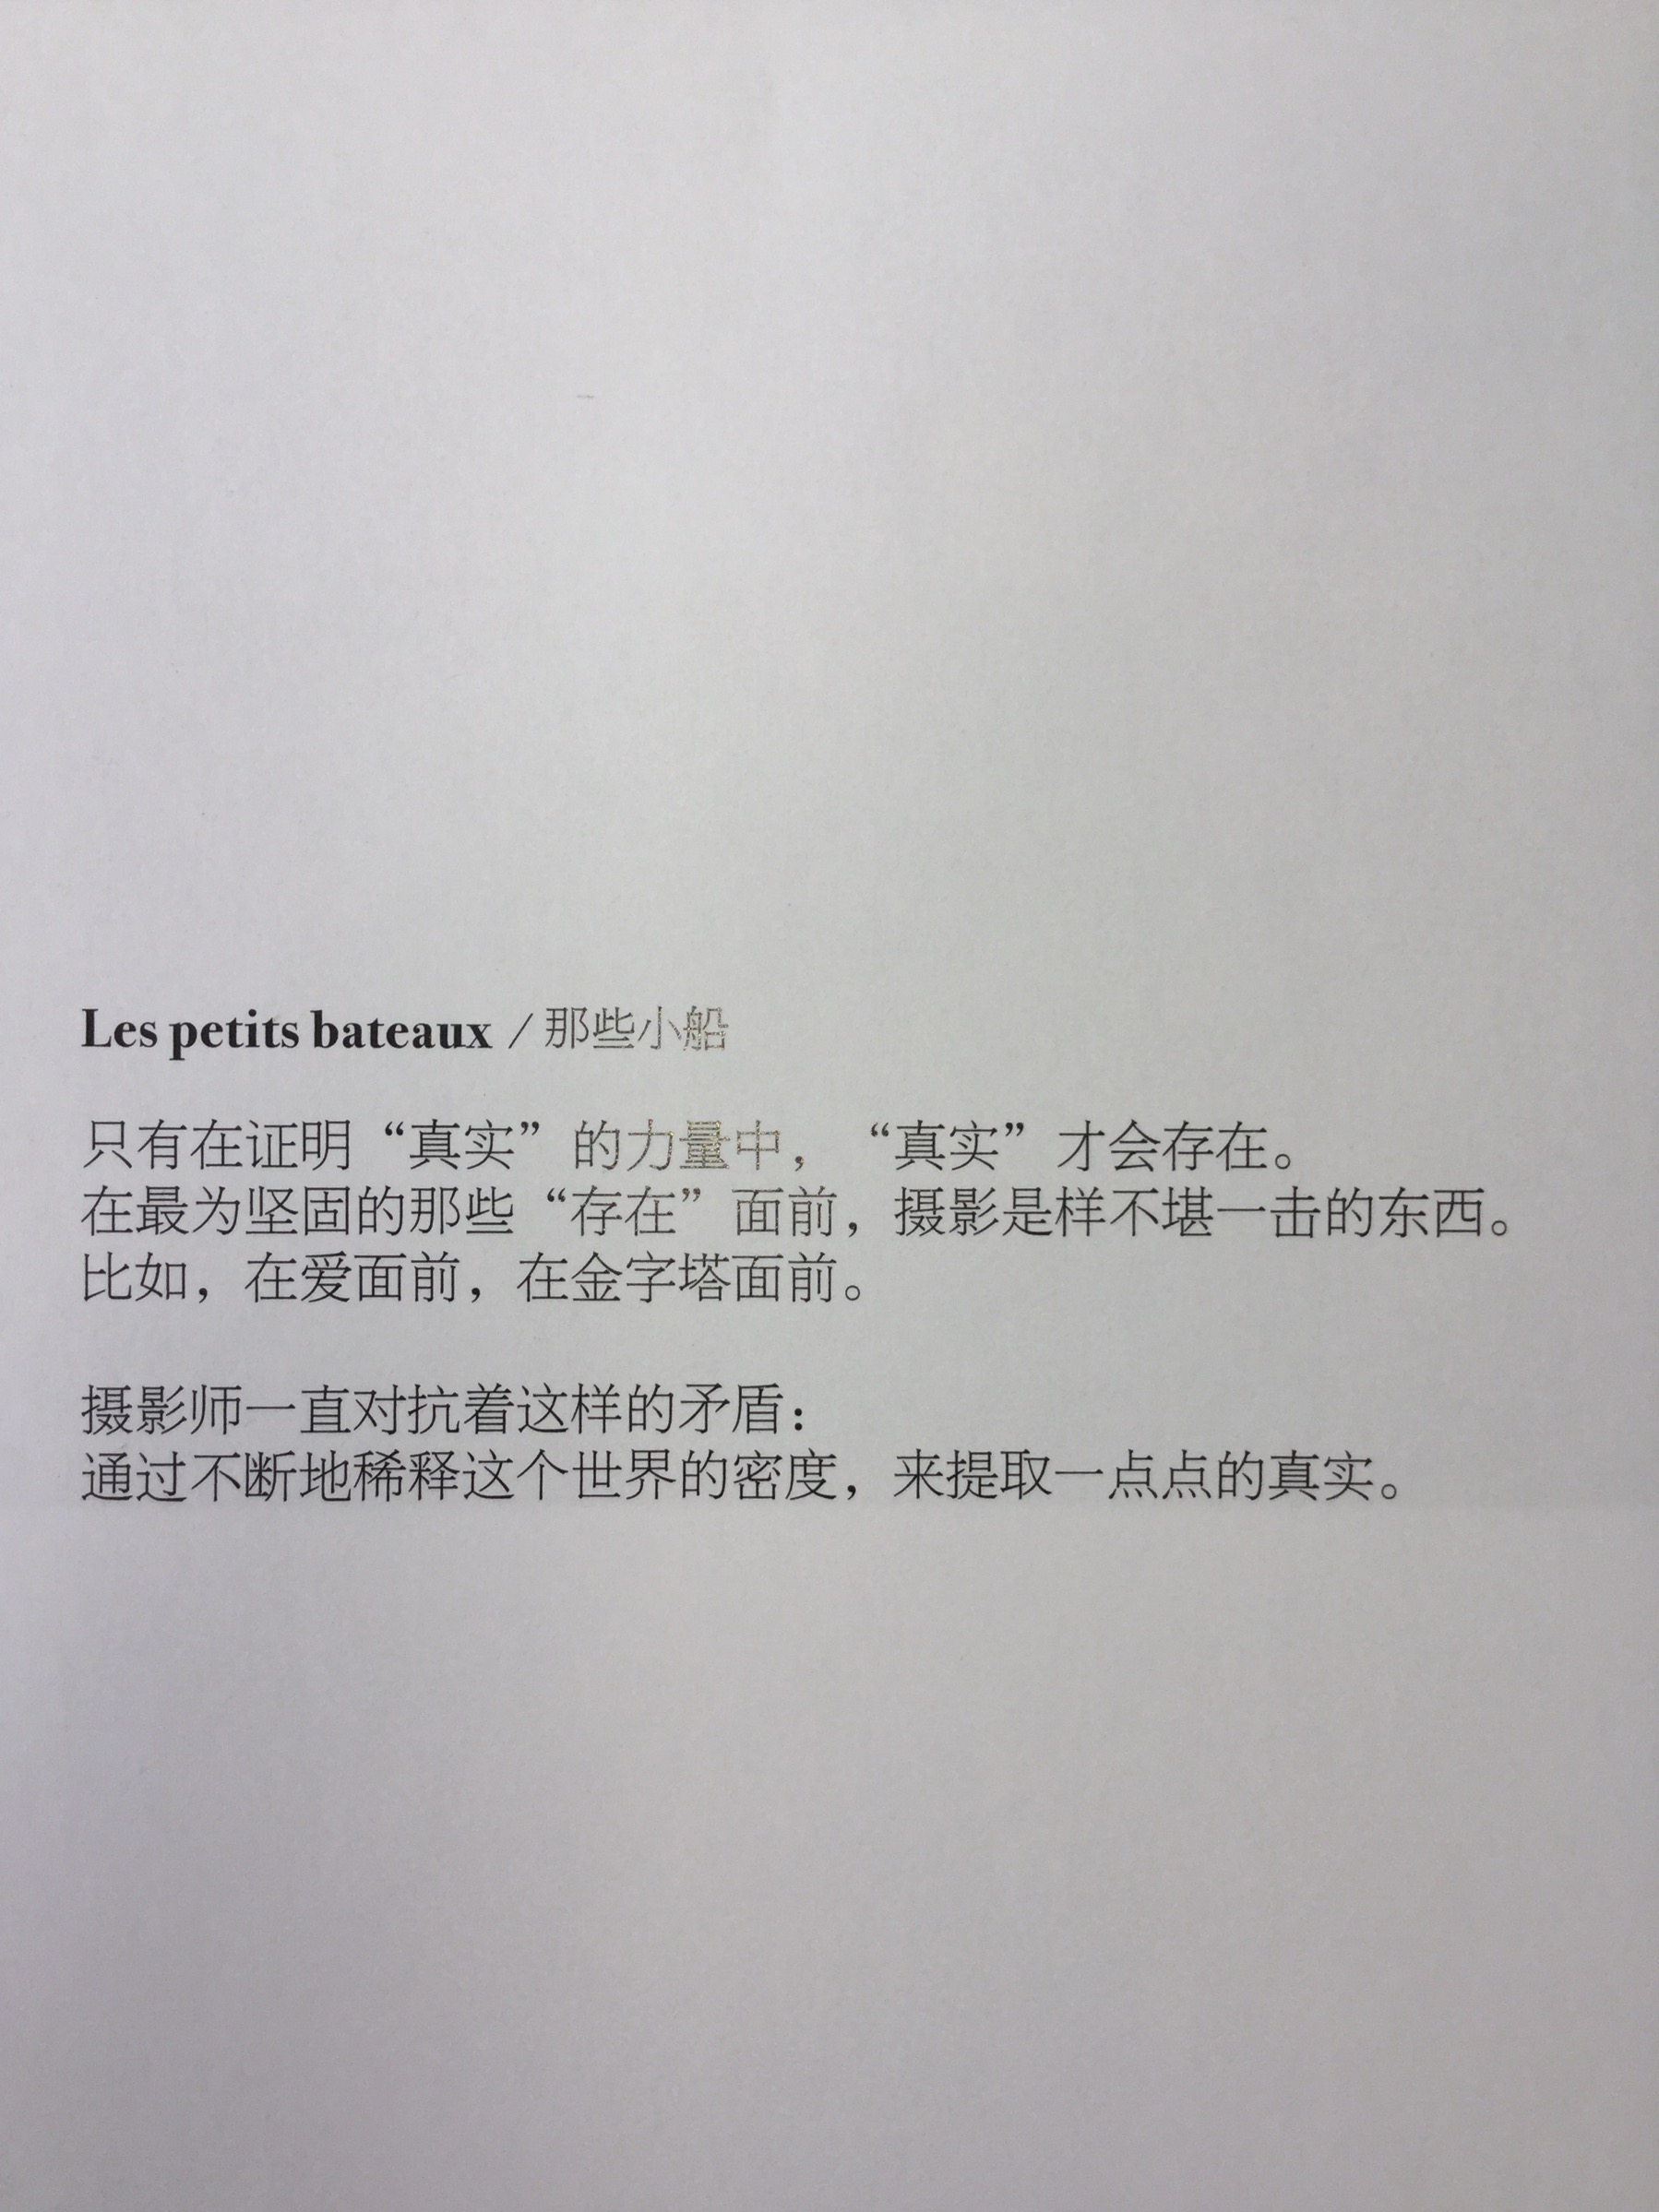 Les petits bateaux / 那些小船
只有在证明“真实”的力量中，“真实”才会存在。
在最为坚固的那些“存在”面前，摄影是样不堪一击的东西。
比如，在爱面前，在金字塔面前。
摄影师一直对抗着这样的矛盾：
通过不断地稀释这个世界的密度，来提取一点点的真实。